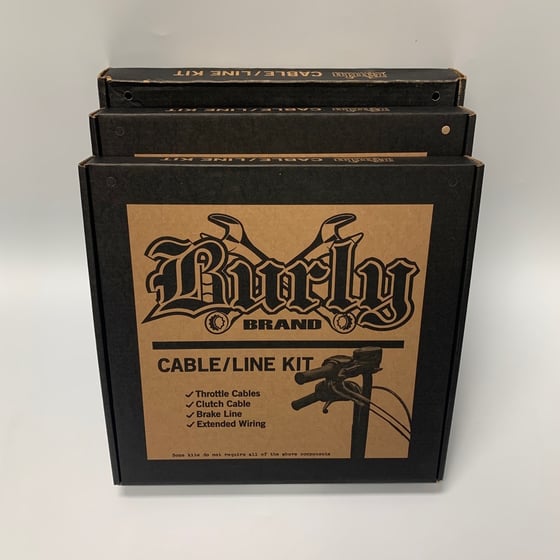 CABLE/LINE KIT
Burly
BRAND
CABLE/LINE KIT
Throttle Cables
Clutch Cable
Brake Line
Extended Wiring
Some kits do not require all of the above components